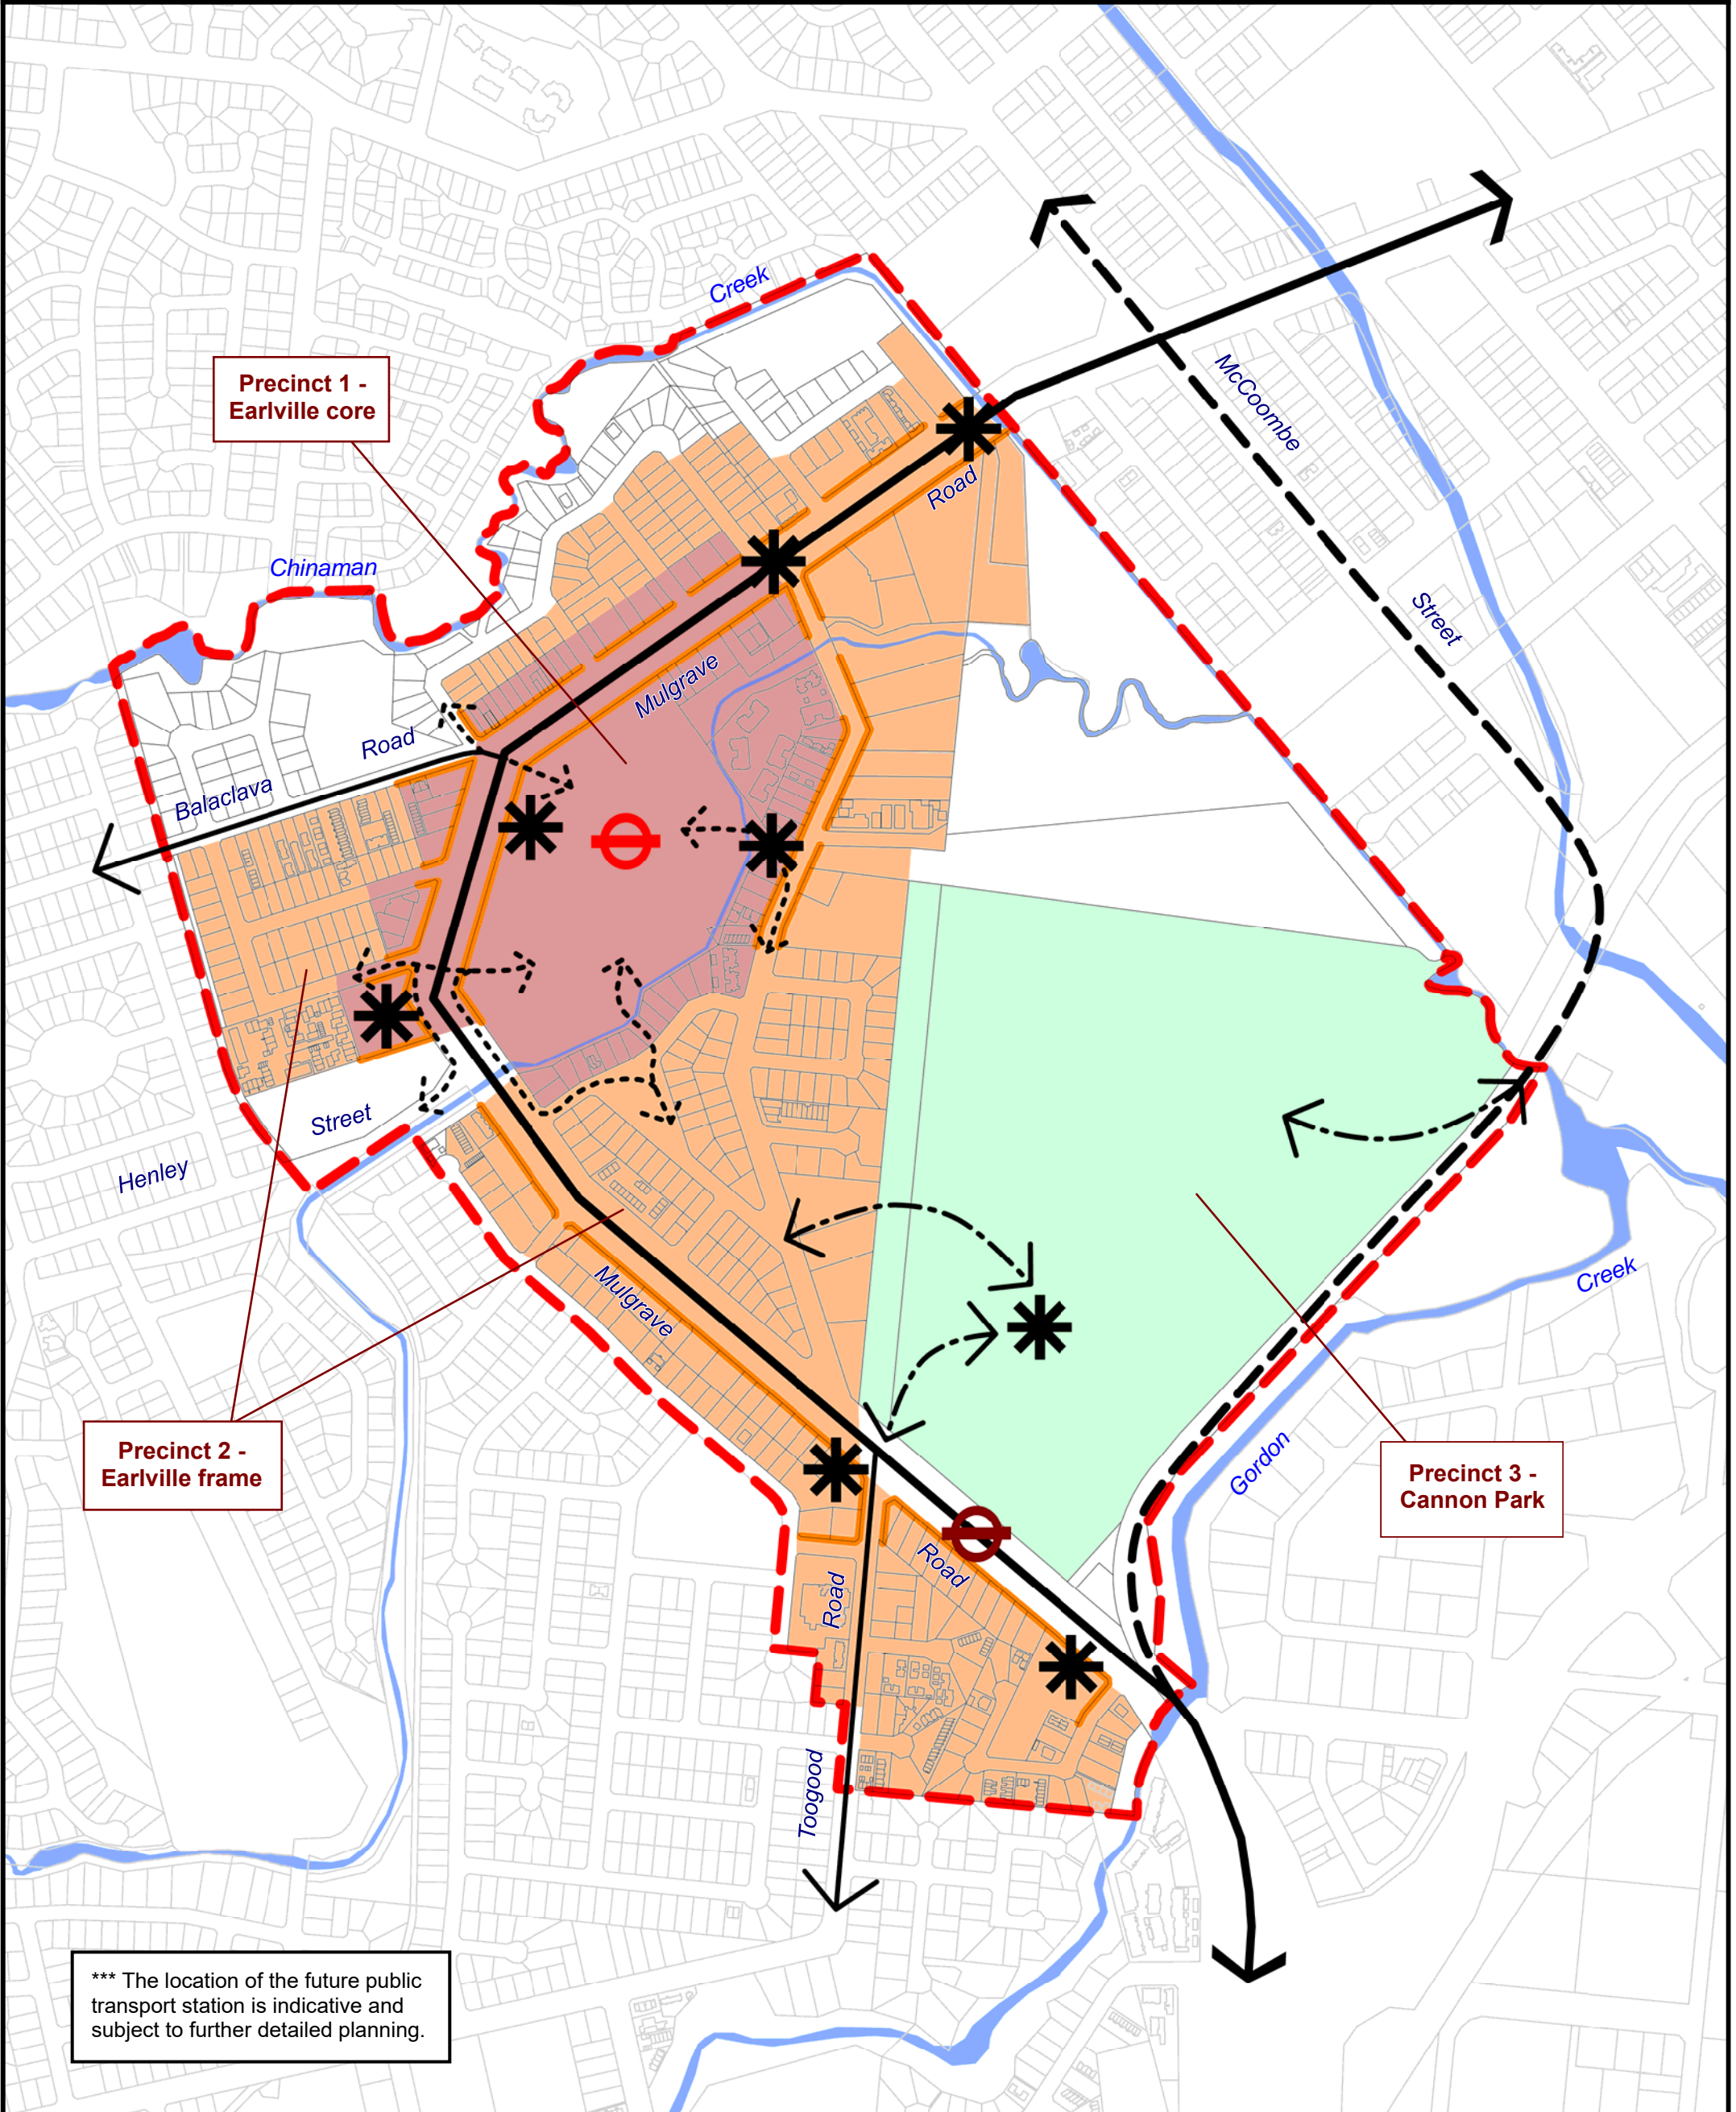 Creek
McCoombe
Precinct 1 -
Earlville core
Road
Chinaman
Street
Mulgrave
Road
Balaclava
Street
Henley
Creek
Mulgrave
Precinct 2 -
Earlville frame
Gordon
Precinct 3 -
Cannon Park
Road
Road
Toogood
*** The location of the future public
transport station is indicative and
subject to further detailed planning.